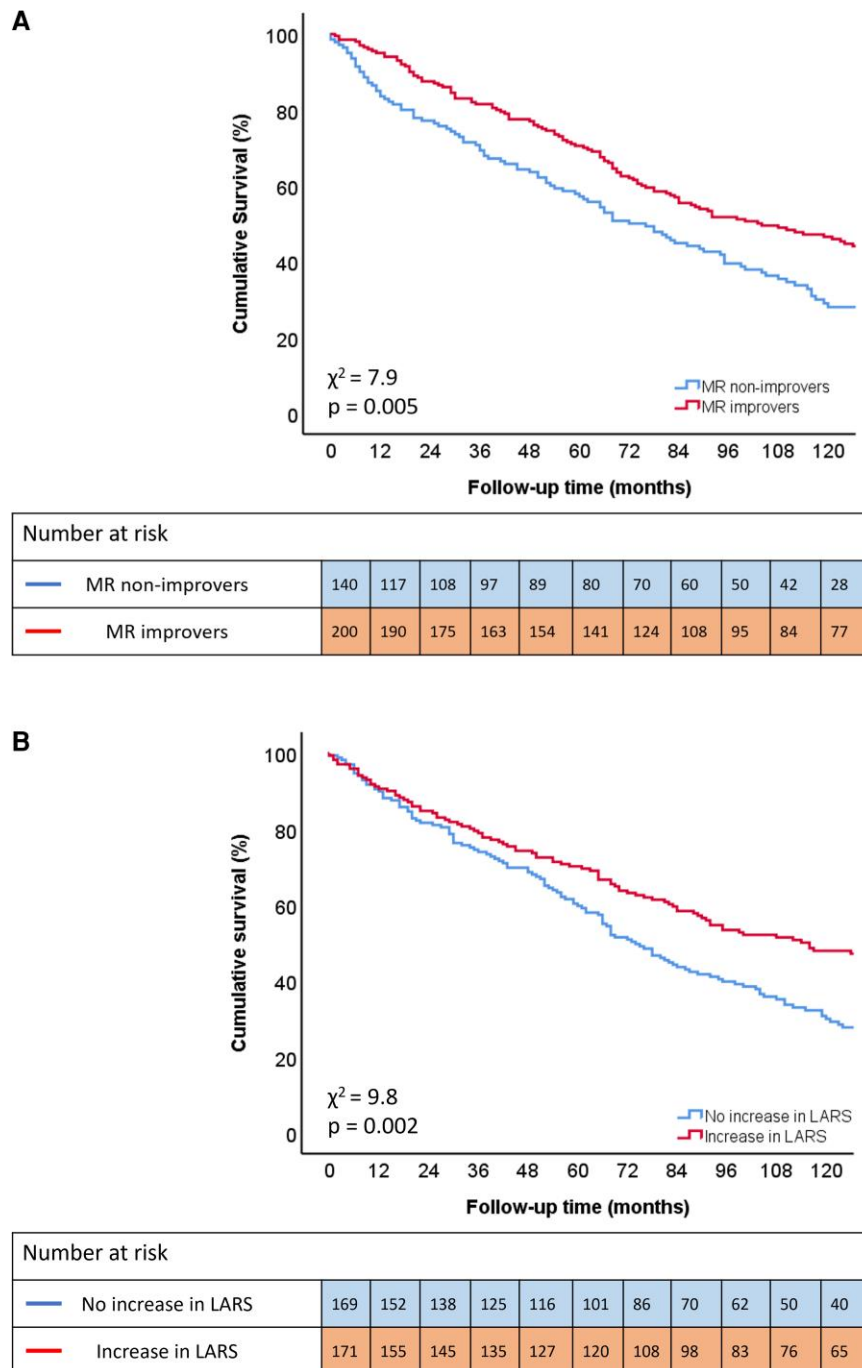 A
Cumulative Survival (%)
100
80
60
40
20
0
χ² = 7.9
p = 0.005
MR non-improvers
MR improvers
0 12 24 36 48 60 72 84 96 108 120
Follow-up time (months)
Number at risk
MR non-improvers 140 117 108 97 89 80 70 60 50 42 28
MR improvers 200 190 175 163 154 141 124 108 95 84 77
B
Cumulative survival (%)
100
80
60
40
20
0
χ² = 9.8
p = 0.002
No increase in LARS
Increase in LARS
0 12 24 36 48 60 72 84 96 108 120
Follow-up time (months)
Number at risk
No increase in LARS 169 152 138 125 116 101 86 70 62 50 40
Increase in LARS 171 155 145 135 127 120 108 98 83 76 65